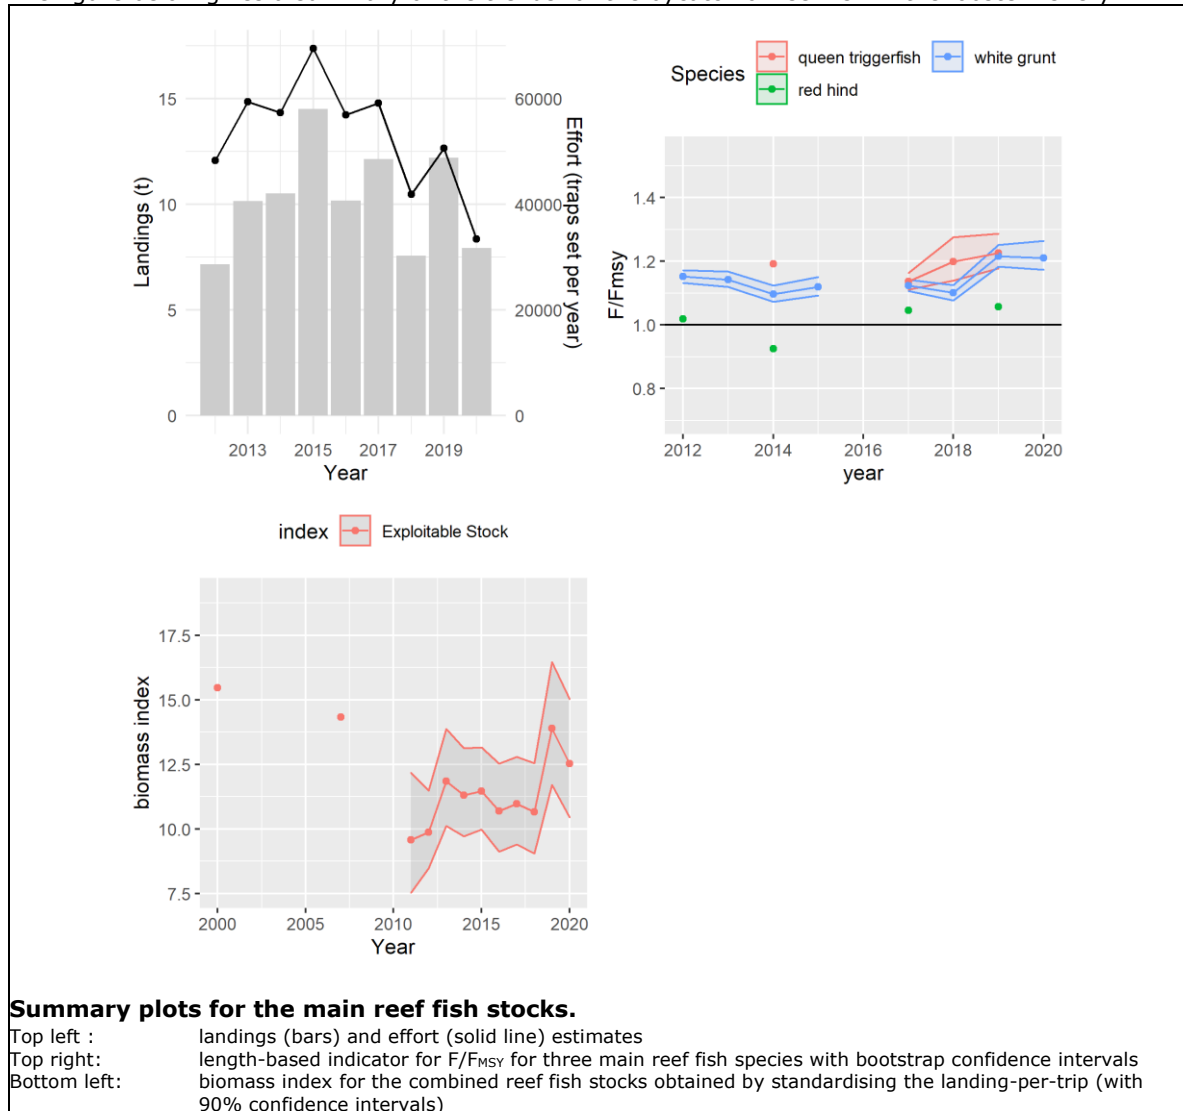 Species
queen triggerfish
white grunt
red hind
15
10
5
0
Landings (t)
60000
40000
20000
0
Effort (traps set per year)
2013 2015 2017 2019
Year
1.4
1.2
1.0
0.8
F/Fmsy
2012 2014 2016 2018 2020
year
index Exploitable Stock
17.5
15.0
12.5
10.0
7.5
biomass index
2000 2005 2010 2015 2020
Year
Summary plots for the main reef fish stocks.
Top left : landings (bars) and effort (solid line) estimates
Top right: length-based indicator for F/FMSY for three main reef fish species with bootstrap confidence intervals
Bottom left: biomass index for the combined reef fish stocks obtained by standardising the landing-per-trip (with
90% confidence intervals)